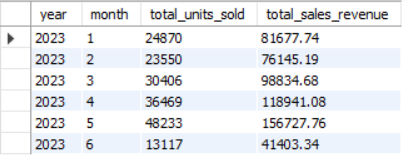 year month total_units_sold total_sales_revenue
2023 1 24870 81677.74
2023 2 23550 76145.19
2023 3 30406 98834.68
2023 4 36469 118941.08
2023 5 48233 156727.76
2023 6 13117 41403.34